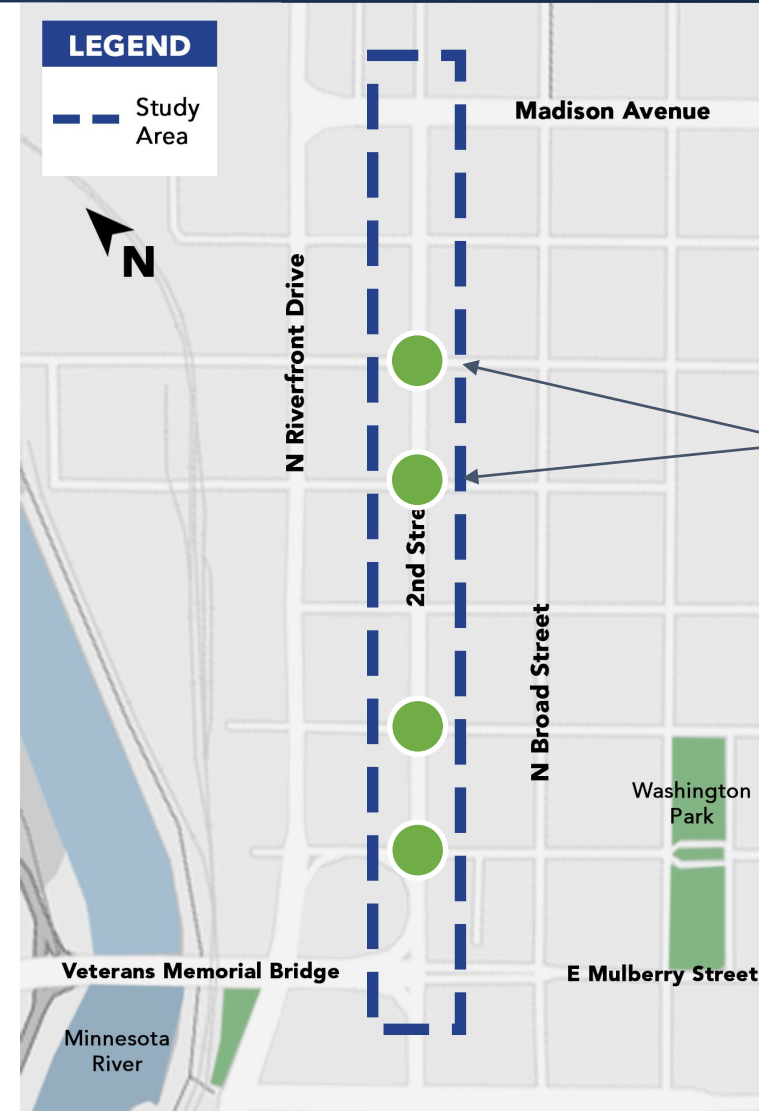 LEGEND
Study
Area
Madison Avenue
N
N Riverfront Drive
2nd Stre
N Broad Street
Washington
Park
Veterans Memorial Bridge
E Mulberry Street
Minnesota
River